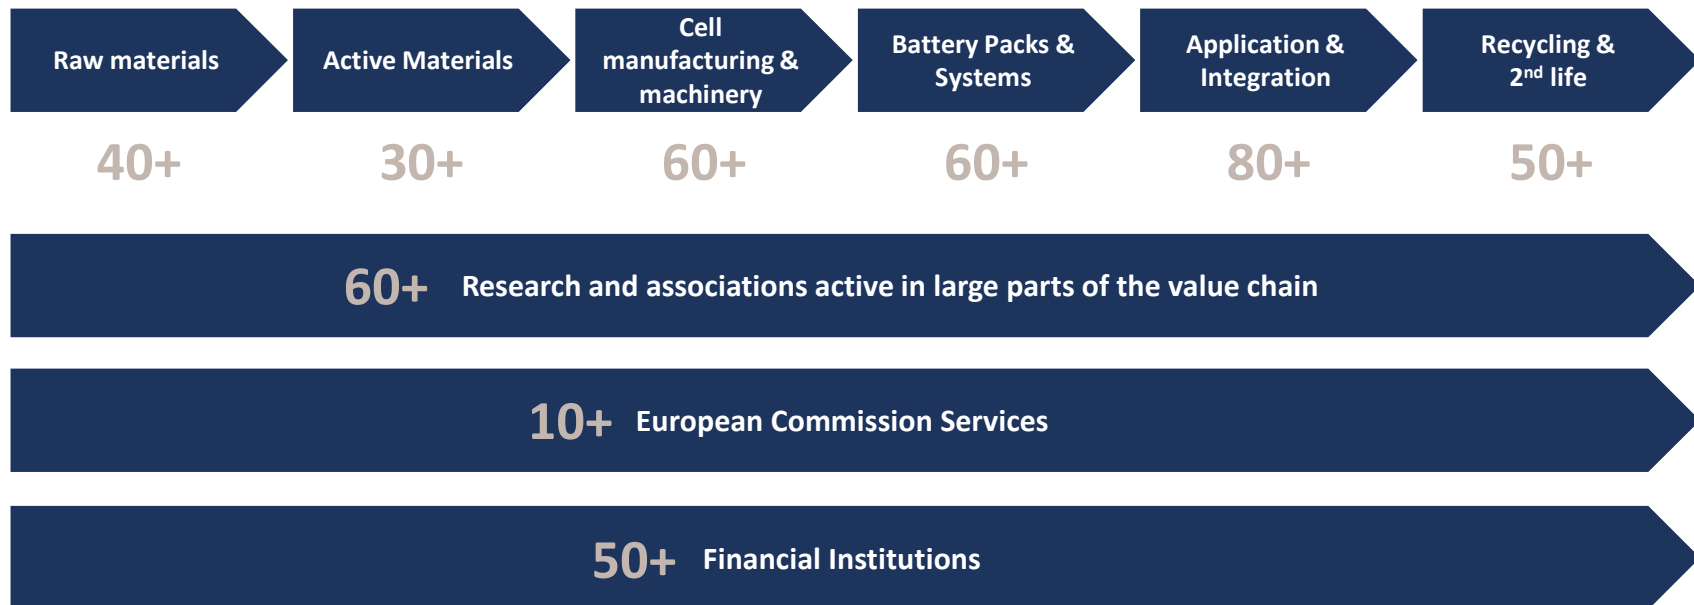 Raw materials
Active Materials
Cell
manufacturing &
machinery
Battery Packs &
Systems
Application &
Integration
Recycling &
2nd life
40+
30+
60+
60+
80+
50+
60+ Research and associations active in large parts of the value chain
10+ European Commission Services
50+ Financial Institutions